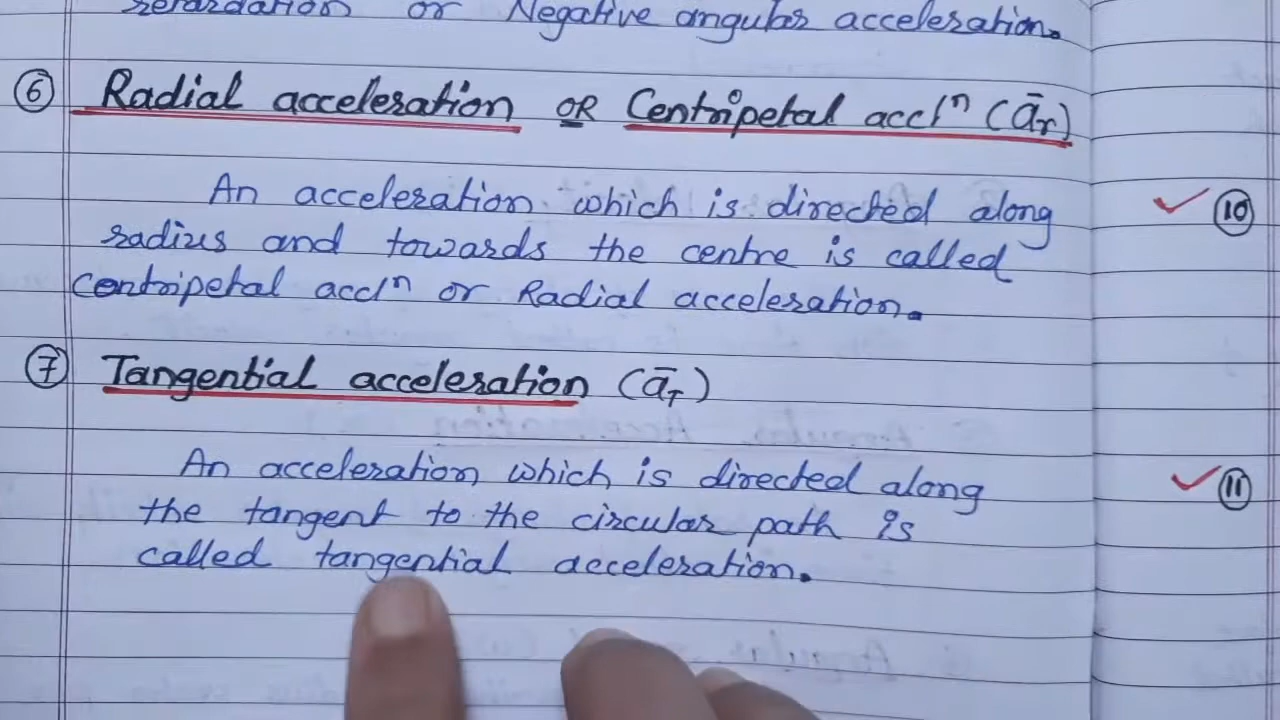 retardation or Negative angular acceleration.
⑥ Radial acceleration OR Centripetal accⁿ (āᵣ)
An acceleration which is directed along ✓ ⑩
radius and towards the centre is called
Centripetal accⁿ or Radial acceleration.
⑦ Tangential acceleration (ā_T)
An acceleration which is directed along ✓ ⑪
the tangent to the circular path is
called tangential acceleration.